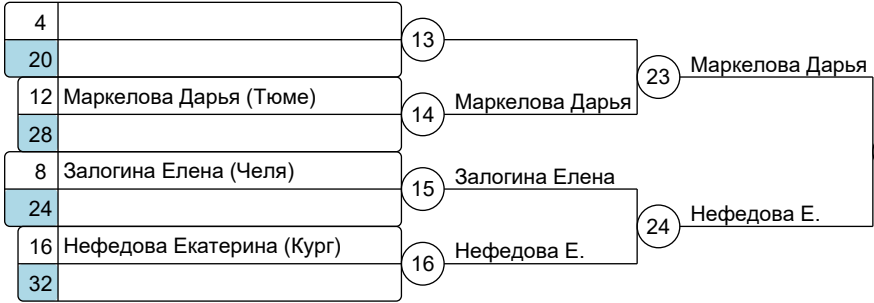 4
13
20
23
Маркелова Дарья
12 Маркелова Дарья (Тюме)
14
Маркелова Дарья
28
8 Залогина Елена (Челя)
15
Залогина Елена
24
24
Нефедова Е.
16 Нефедова Екатерина (Кург)
16
Нефедова Е.
32